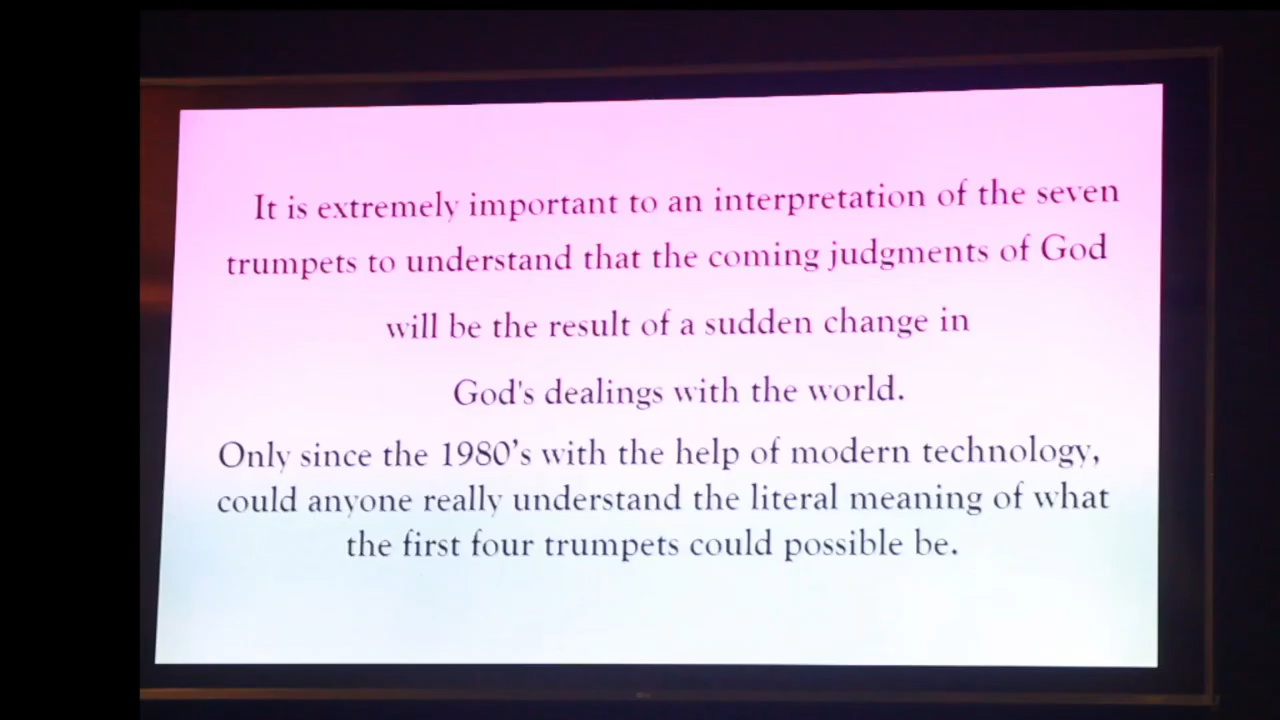 It is extremely important to an interpretation of the seven
trumpets to understand that the coming judgments of God
will be the result of a sudden change in
God's dealings with the world.
Only since the 1980’s with the help of modern technology,
could anyone really understand the literal meaning of what
the first four trumpets could possible be.